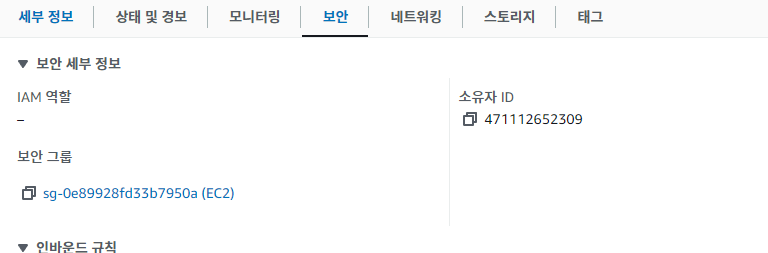 세부 정보 상태 및 경보 모니터링 보안 네트워킹 스토리지 태그
▼ 보안 세부 정보
IAM 역할
–
소유자 ID
471112652309
보안 그룹
sg-0e89928fd33b7950a (EC2)
▼ 인바운드 규칙